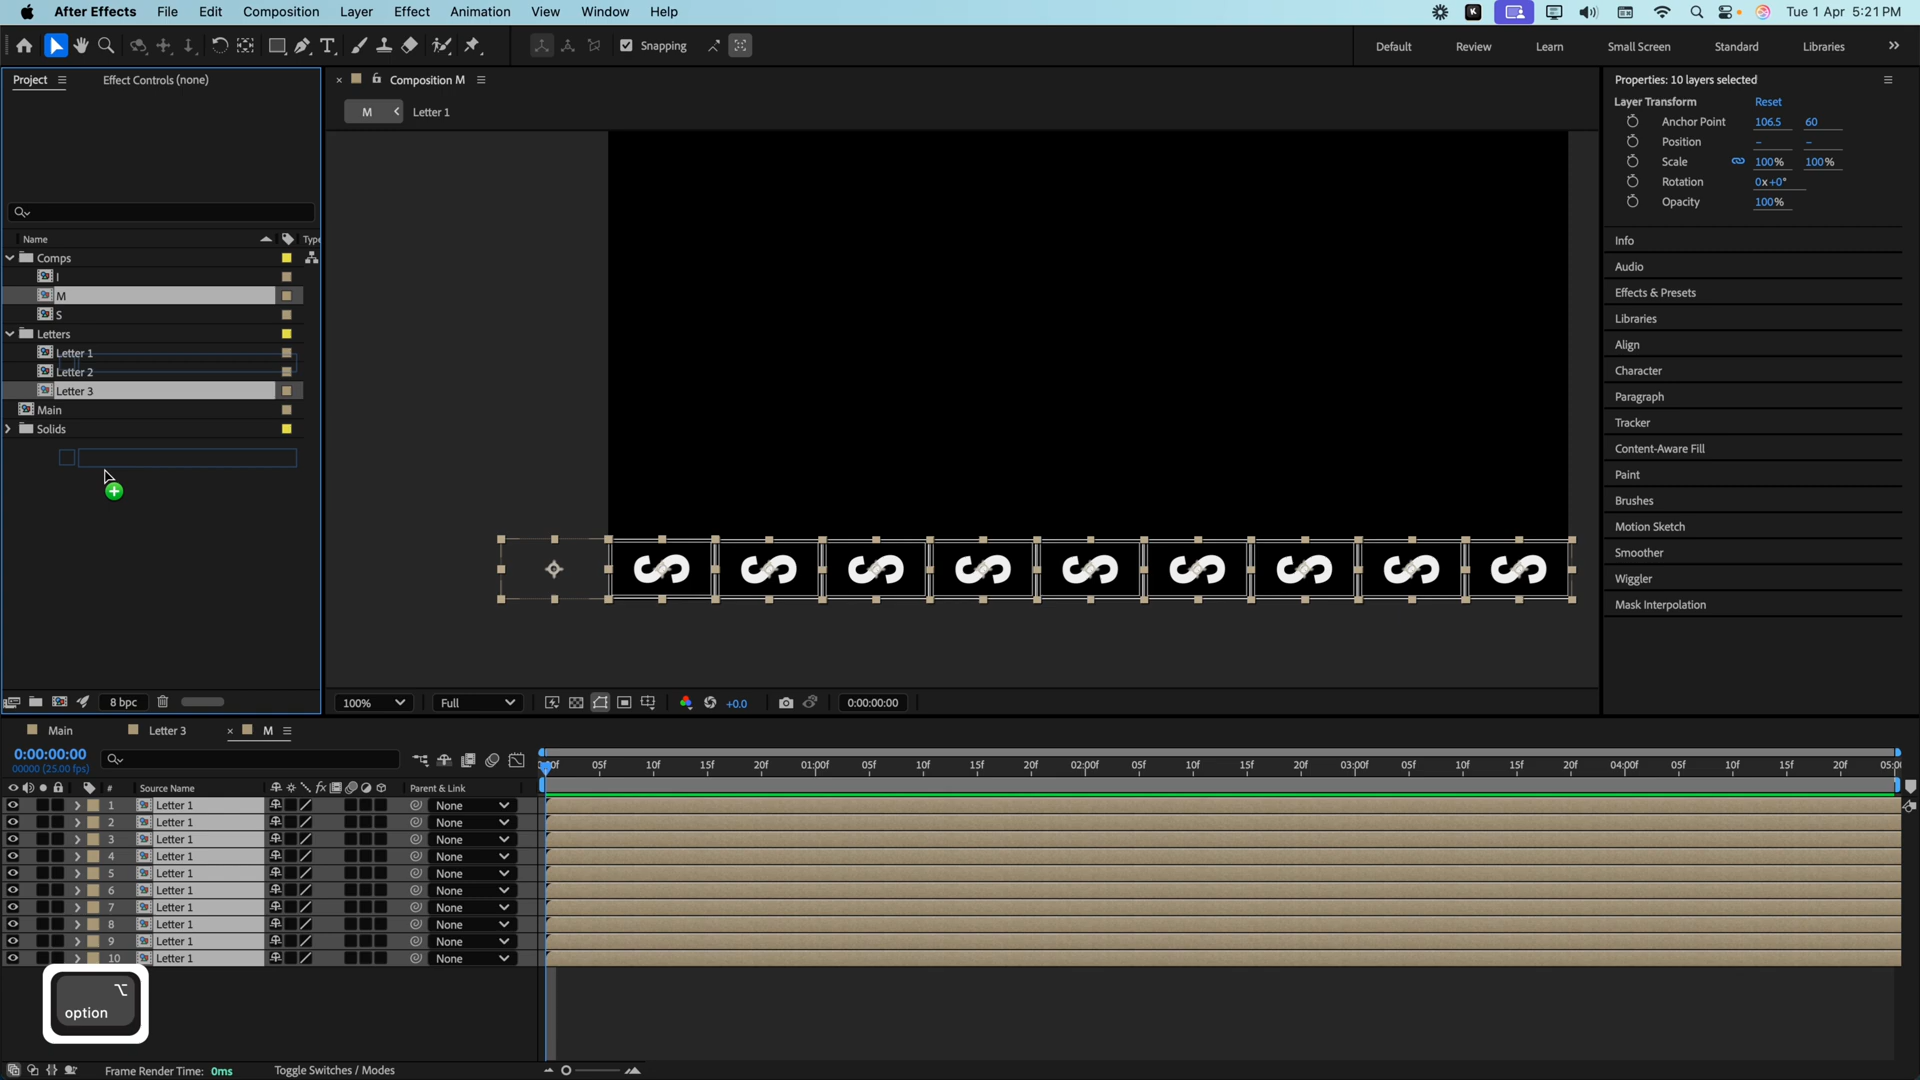 After Effects File Edit Composition Layer Effect Animation View Window Help
K
Tue 1 Apr 5:21 PM
T
Snapping
Default Review Learn Small Screen Standard Libraries
Project Effect Controls (none)
Composition M
M Letter 1
Name Type
Comps
I
M
S
Letters
Letter 1
Letter 2
Letter 3
Main
Solids
8 bpc
S S S S S S S S S
100% Full +0.0 0:00:00:00
Properties: 10 layers selected
Layer Transform Reset
Anchor Point 106.5 60
Position – –
Scale 100% 100%
Rotation 0x+0°
Opacity 100%
Info
Audio
Effects & Presets
Libraries
Align
Character
Paragraph
Tracker
Content-Aware Fill
Paint
Brushes
Motion Sketch
Smoother
Wiggler
Mask Interpolation
Main Letter 3 M
0:00:00:00
00000 (25.00 fps)
:00f 05f 10f 15f 20f 01:00f 05f 10f 15f 20f 02:00f 05f 10f 15f 20f 03:00f 05f 10f 15f 20f 04:00f 05f 10f 15f 20f 05:00
# Source Name fx Parent & Link
1 Letter 1 None
2 Letter 1 None
3 Letter 1 None
4 Letter 1 None
5 Letter 1 None
6 Letter 1 None
7 Letter 1 None
8 Letter 1 None
9 Letter 1 None
10 Letter 1 None
⌥
option
Frame Render Time: 0ms Toggle Switches / Modes